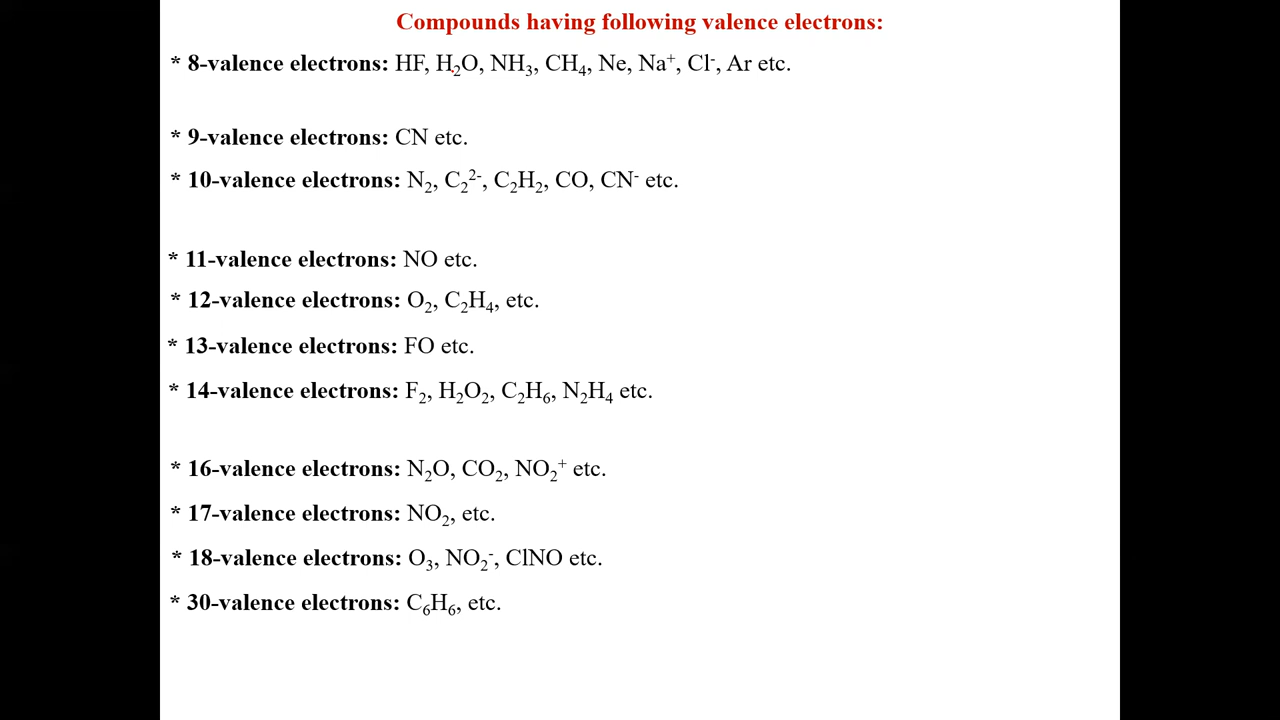 Compounds having following valence electrons:
* 8-valence electrons: HF, H₂O, NH₃, CH₄, Ne, Na⁺, Cl⁻, Ar etc.
* 9-valence electrons: CN etc.
* 10-valence electrons: N₂, C₂²⁻, C₂H₂, CO, CN⁻ etc.
* 11-valence electrons: NO etc.
* 12-valence electrons: O₂, C₂H₄, etc.
* 13-valence electrons: FO etc.
* 14-valence electrons: F₂, H₂O₂, C₂H₆, N₂H₄ etc.
* 16-valence electrons: N₂O, CO₂, NO₂⁺ etc.
* 17-valence electrons: NO₂, etc.
* 18-valence electrons: O₃, NO₂⁻, ClNO etc.
* 30-valence electrons: C₆H₆, etc.